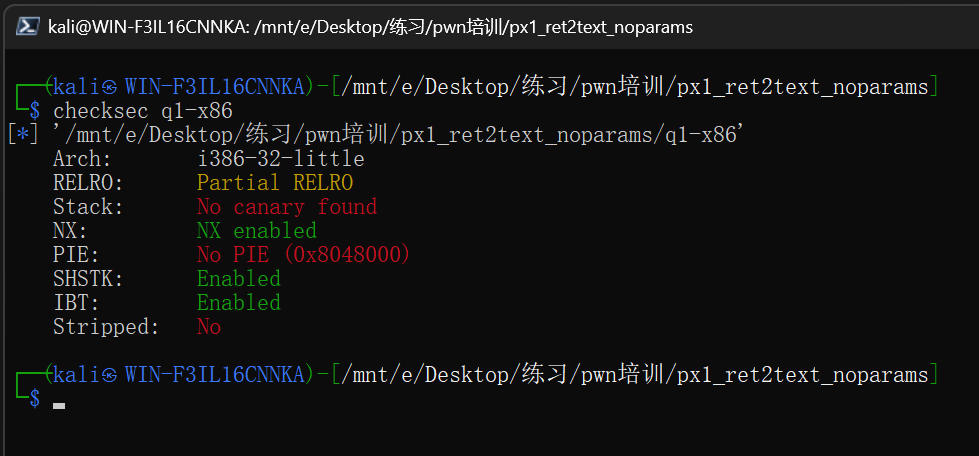 kali@WIN-F3IL16CNNKA: /mnt/e/Desktop/练习/pwn培训/px1_ret2text_noparams
┌──(kali㉿WIN-F3IL16CNNKA)-[/mnt/e/Desktop/练习/pwn培训/px1_ret2text_noparams]
└─$ checksec q1-x86
[*] '/mnt/e/Desktop/练习/pwn培训/px1_ret2text_noparams/q1-x86'
    Arch:       i386-32-little
    RELRO:      Partial RELRO
    Stack:      No canary found
    NX:         NX enabled
    PIE:        No PIE (0x8048000)
    SHSTK:      Enabled
    IBT:        Enabled
    Stripped:   No
┌──(kali㉿WIN-F3IL16CNNKA)-[/mnt/e/Desktop/练习/pwn培训/px1_ret2text_noparams]
└─$